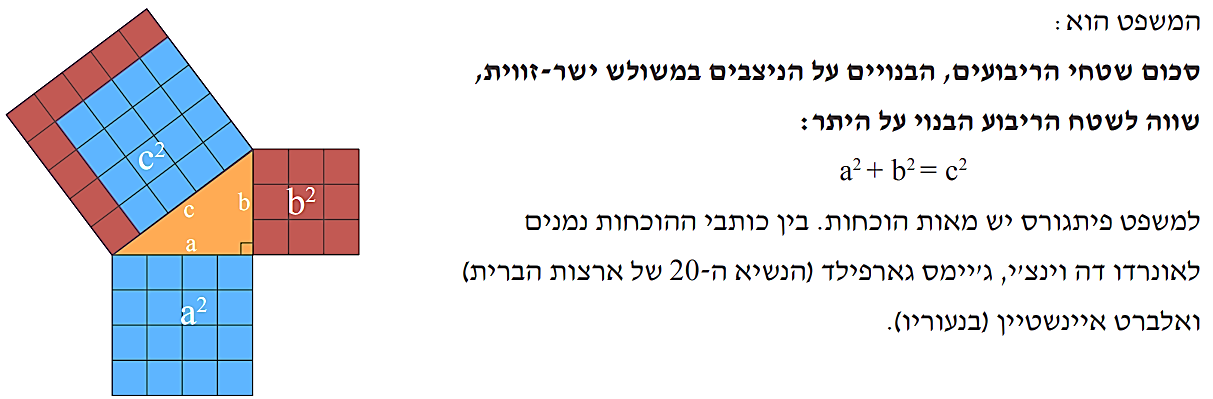 המשפט הוא:
סכום שטחי הריבועים, הבנויים על הניצבים במשולש ישר-זווית,
שווה לשטח הריבוע הבנוי על היתר:
a² + b² = c²
למשפט פיתגורס יש מאות הוכחות. בין כותבי ההוכחות נמנים
לאונרדו דה וינצ'י, ג'יימס גארפילד (הנשיא ה-20 של ארצות הברית)
ואלברט איינשטיין (בנעוריו).
c²
b²
c
b
a
a²